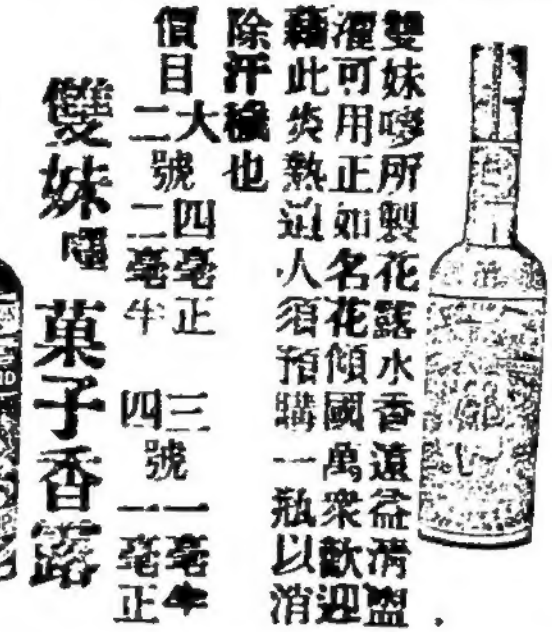 雙妹嘜所製花露水香遠益清盥
濯可用正如名花傾國萬衆歡迎
藉此炎熱迫人須預購一瓶以消
除汗穢也
價目 大號四毫正 三號一毫半
二號二毫半 四號一毫正
雙妹嘜菓子香露